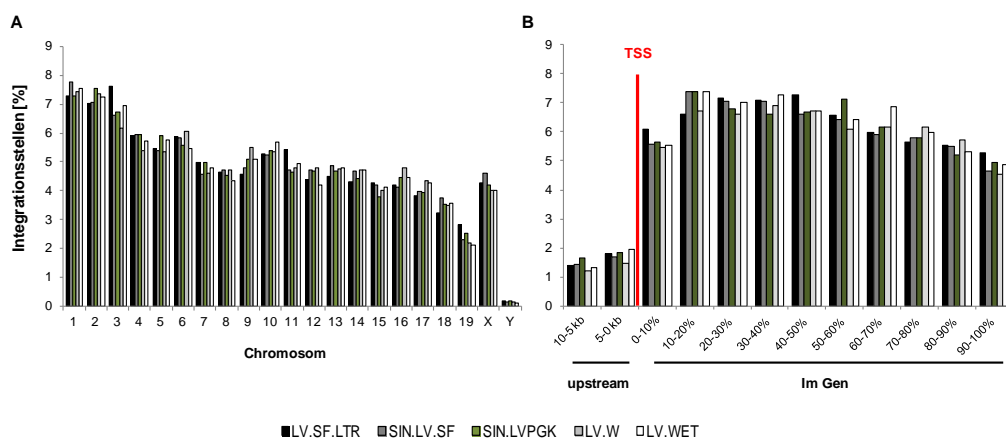 A
Integrationsstellen [%]
9
8
7
6
5
4
3
2
1
0
1 2 3 4 5 6 7 8 9 10 11 12 13 14 15 16 17 18 19 X Y
Chromosom
B
TSS
9
8
7
6
5
4
3
2
1
0
10-5 kb
5-0 kb
0-10%
10-20%
20-30%
30-40%
40-50%
50-60%
60-70%
70-80%
80-90%
90-100%
upstream
Im Gen
LV.SF.LTR SIN.LV.SF SIN.LVPGK LV.W LV.WET